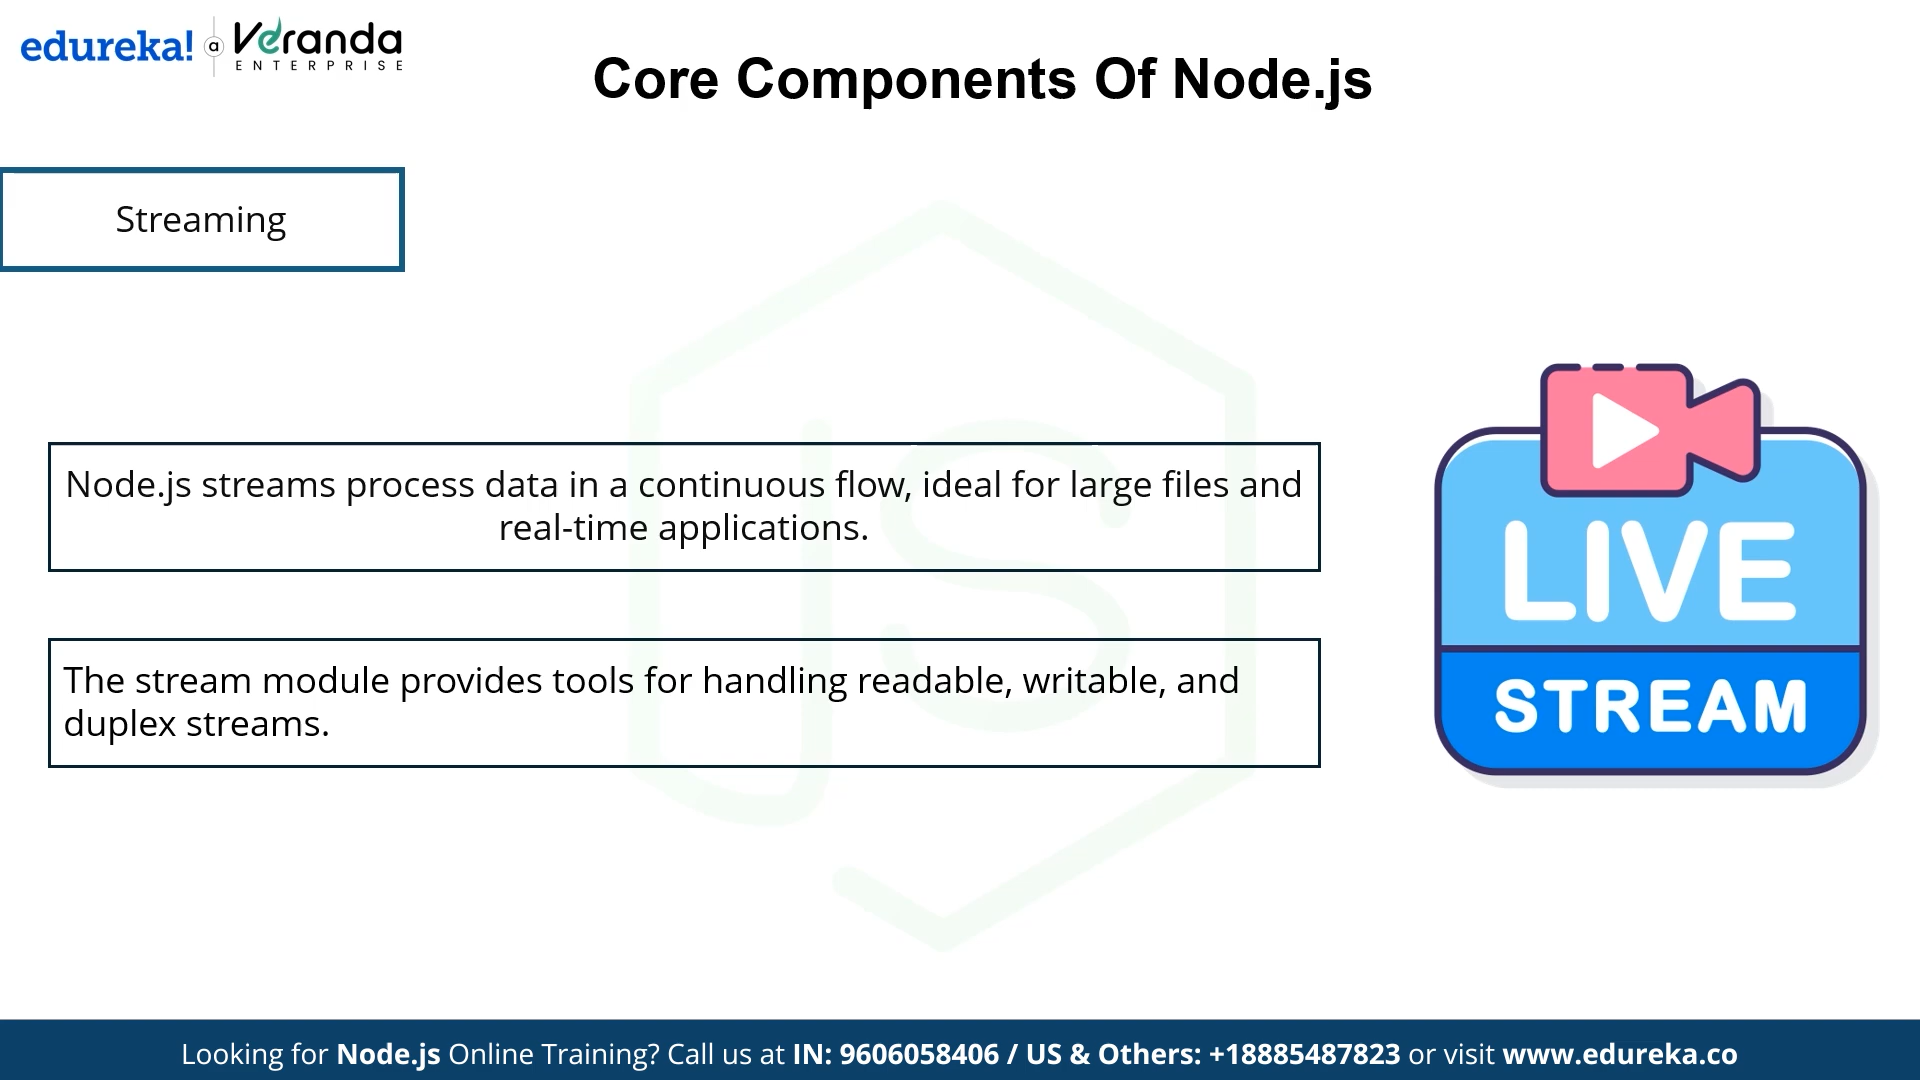 edureka! a Veranda
ENTERPRISE
Core Components Of Node.js
Streaming
Node.js streams process data in a continuous flow, ideal for large files and
real-time applications.
The stream module provides tools for handling readable, writable, and
duplex streams.
LIVE
STREAM
JS
Looking for Node.js Online Training? Call us at IN: 9606058406 / US & Others: +18885487823 or visit www.edureka.co